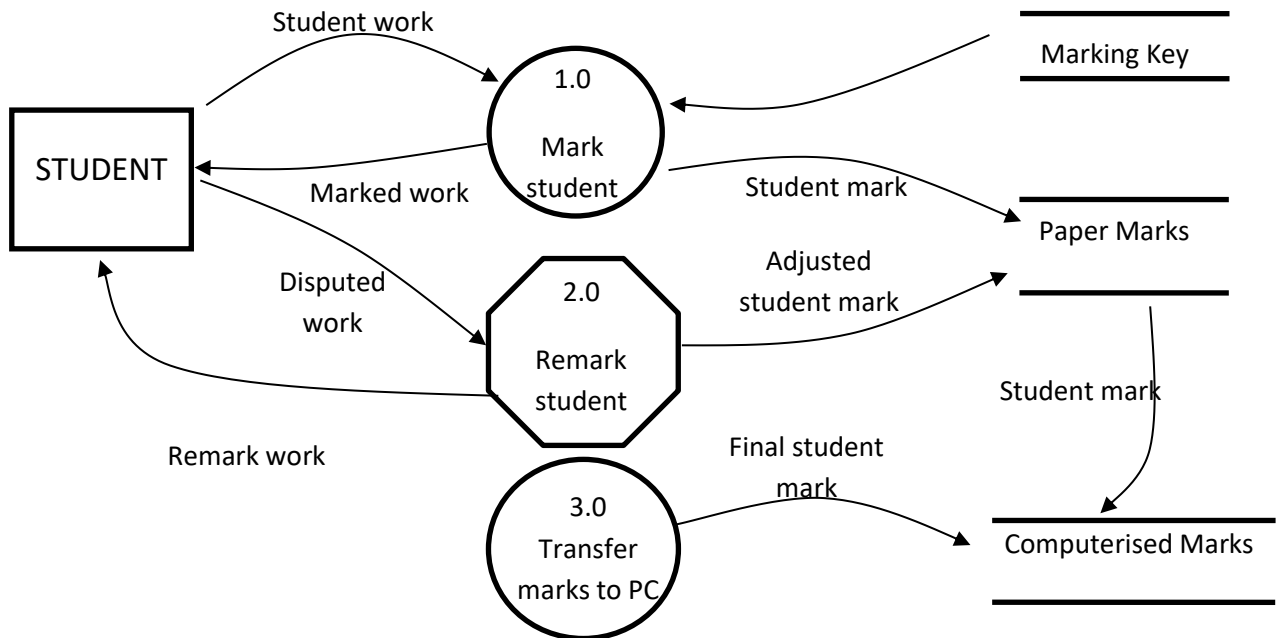 Student work
Marking Key
1.0
Mark
student
STUDENT
Marked work
Student mark
Paper Marks
Disputed
work
2.0
Remark
student
Adjusted
student mark
Student mark
Remark work
Final student
mark
3.0
Transfer
marks to PC
Computerised Marks